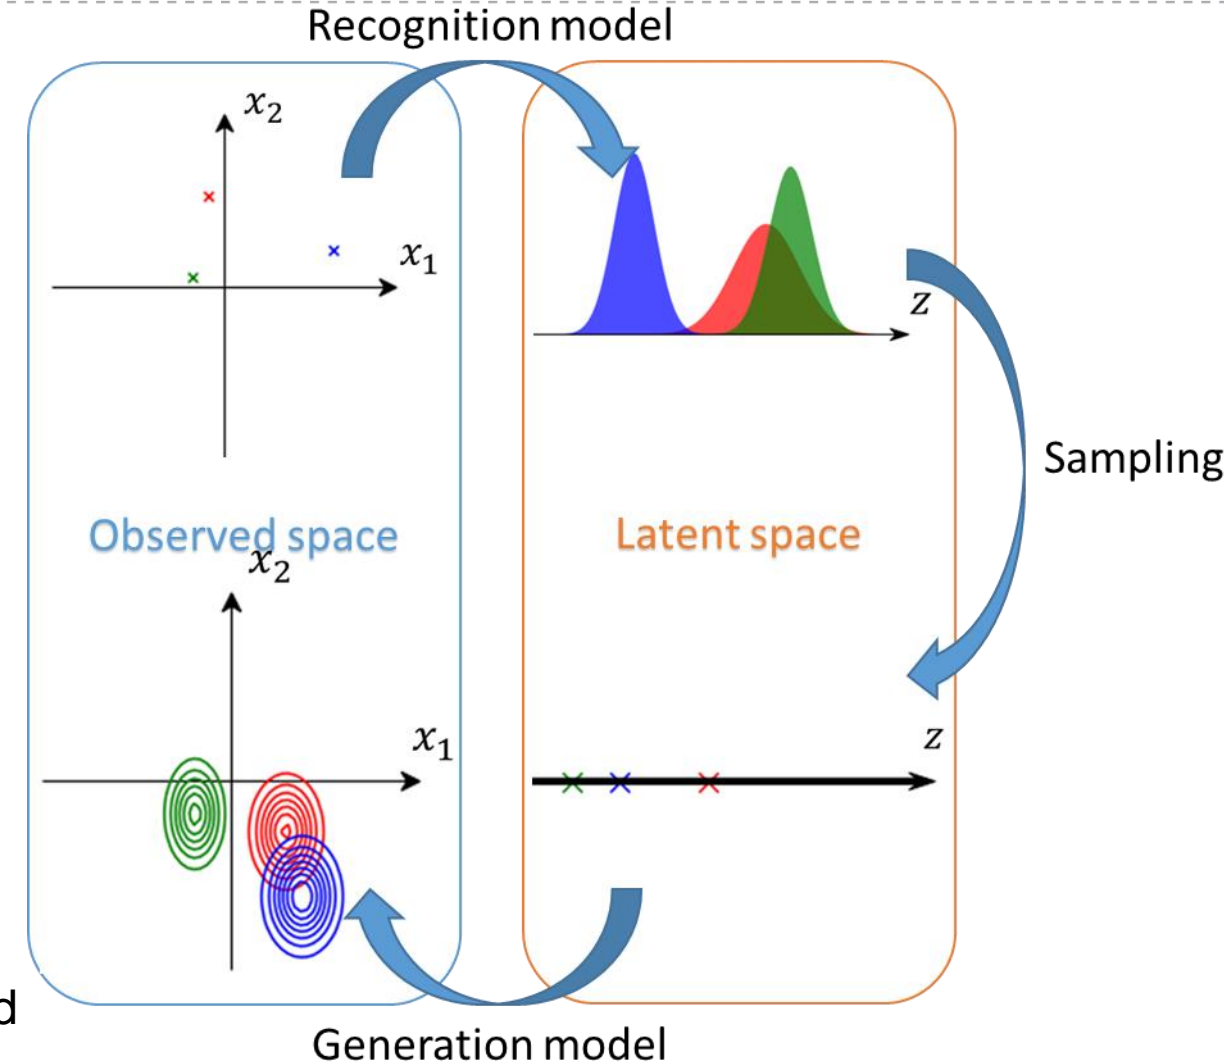 Recognition model
x₂
x₁
z
Sampling
Observed space
Latent space
x₂
x₁
z
d
Generation model